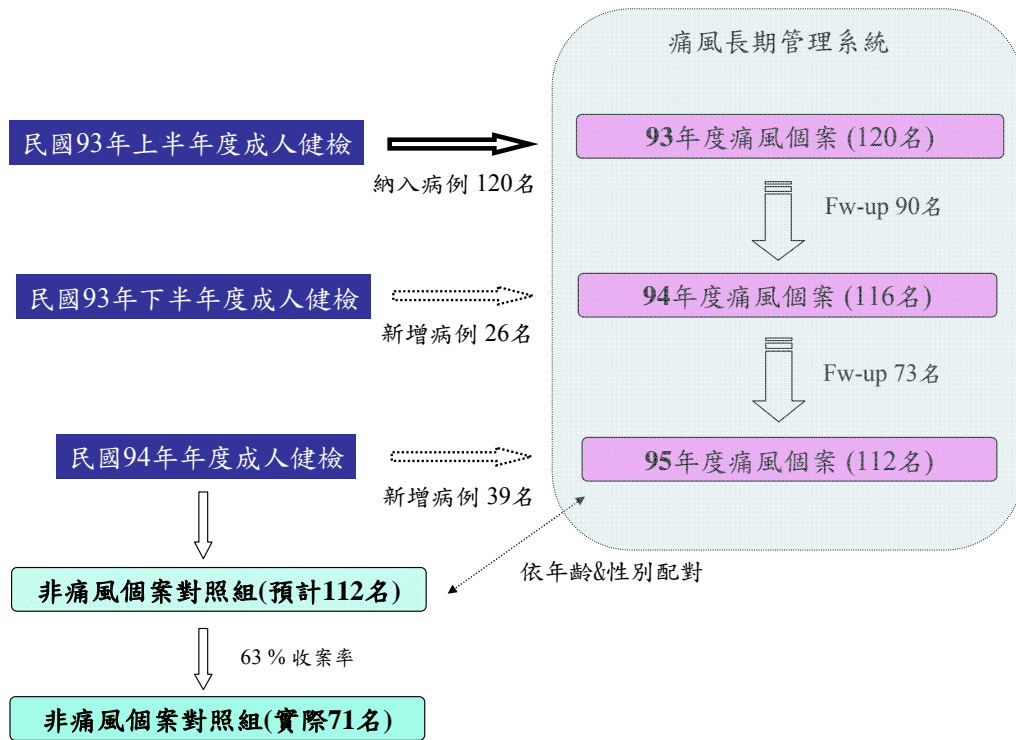 痛風長期管理系統
民國93年上半年度成人健檢
納入病例 120名
93年度痛風個案 (120名)
Fw-up 90名
民國93年下半年度成人健檢
新增病例 26名
94年度痛風個案 (116名)
Fw-up 73名
民國94年年度成人健檢
新增病例 39名
95年度痛風個案 (112名)
依年齡&性別配對
非痛風個案對照組(預計112名)
63 % 收案率
非痛風個案對照組(實際71名)